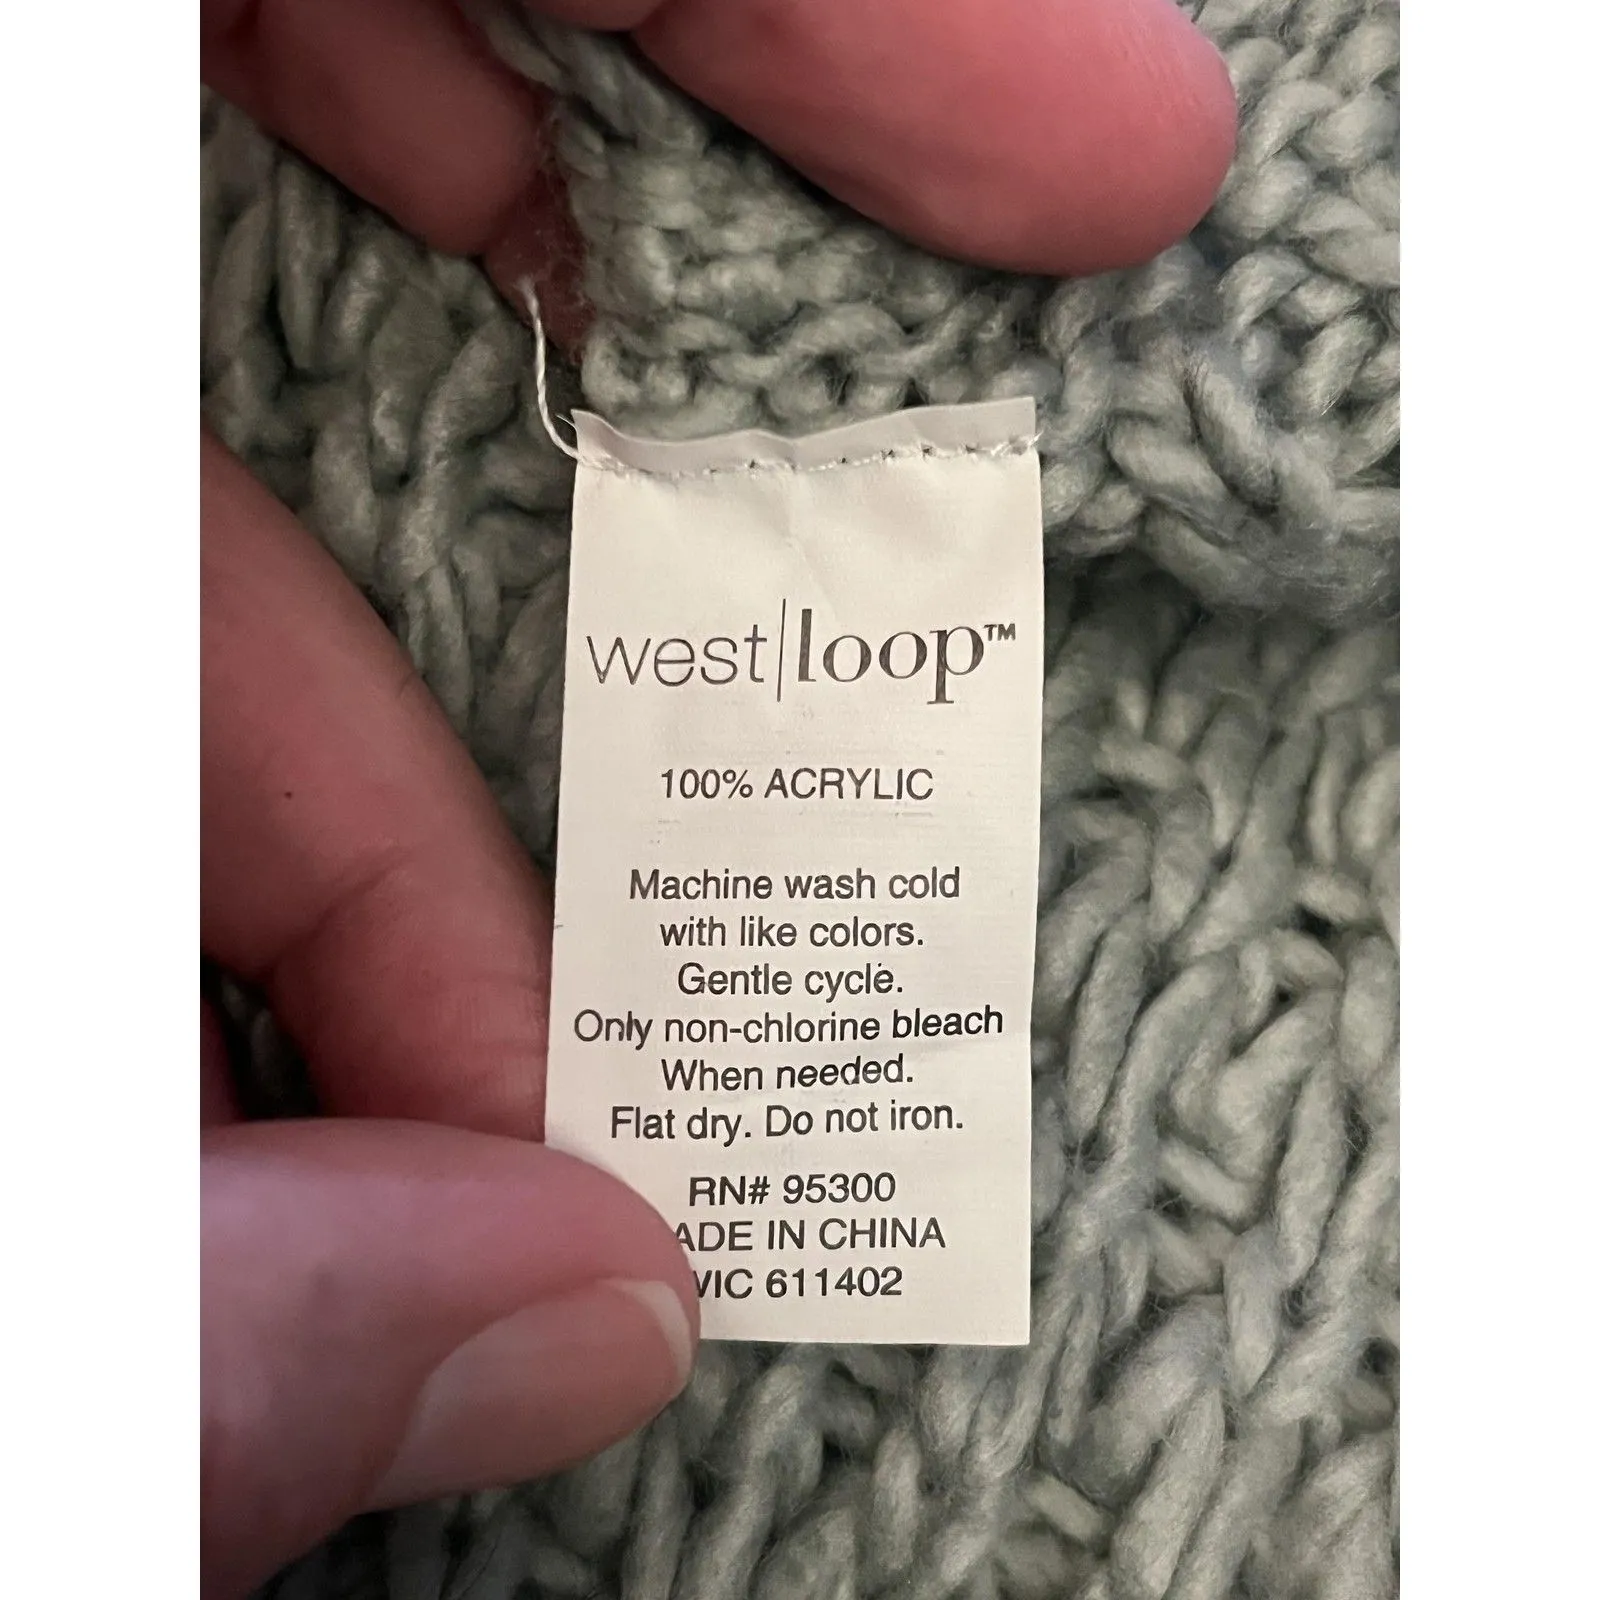 west|loop™
100% ACRYLIC
Machine wash cold
with like colors.
Gentle cycle.
Only non-chlorine bleach
When needed.
Flat dry. Do not iron.
RN# 95300
ADE IN CHINA
611402